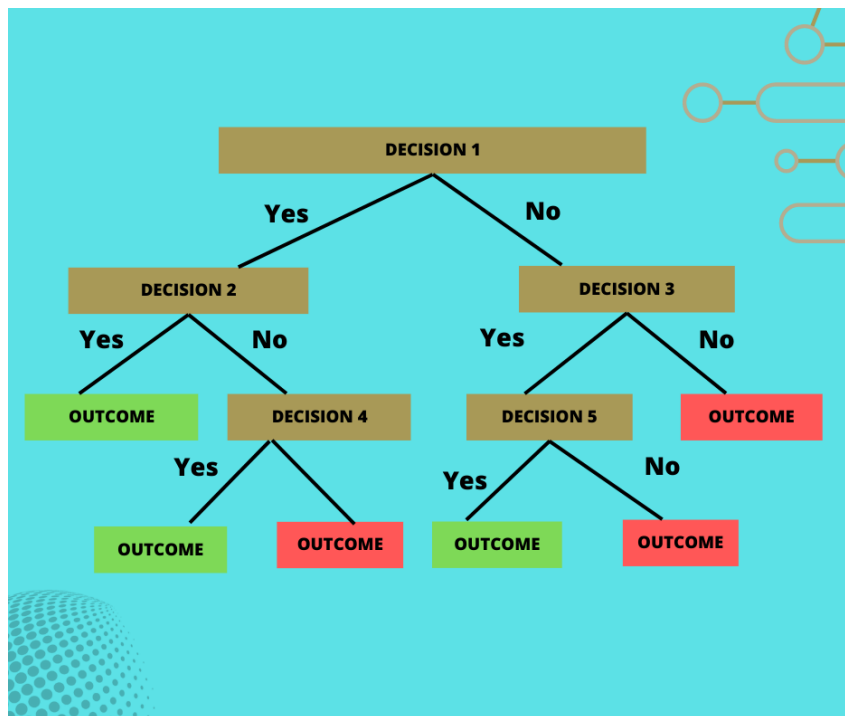 DECISION 1
Yes
No
DECISION 2
DECISION 3
Yes
No
Yes
No
OUTCOME
DECISION 4
DECISION 5
OUTCOME
Yes
Yes
No
OUTCOME
OUTCOME
OUTCOME
OUTCOME